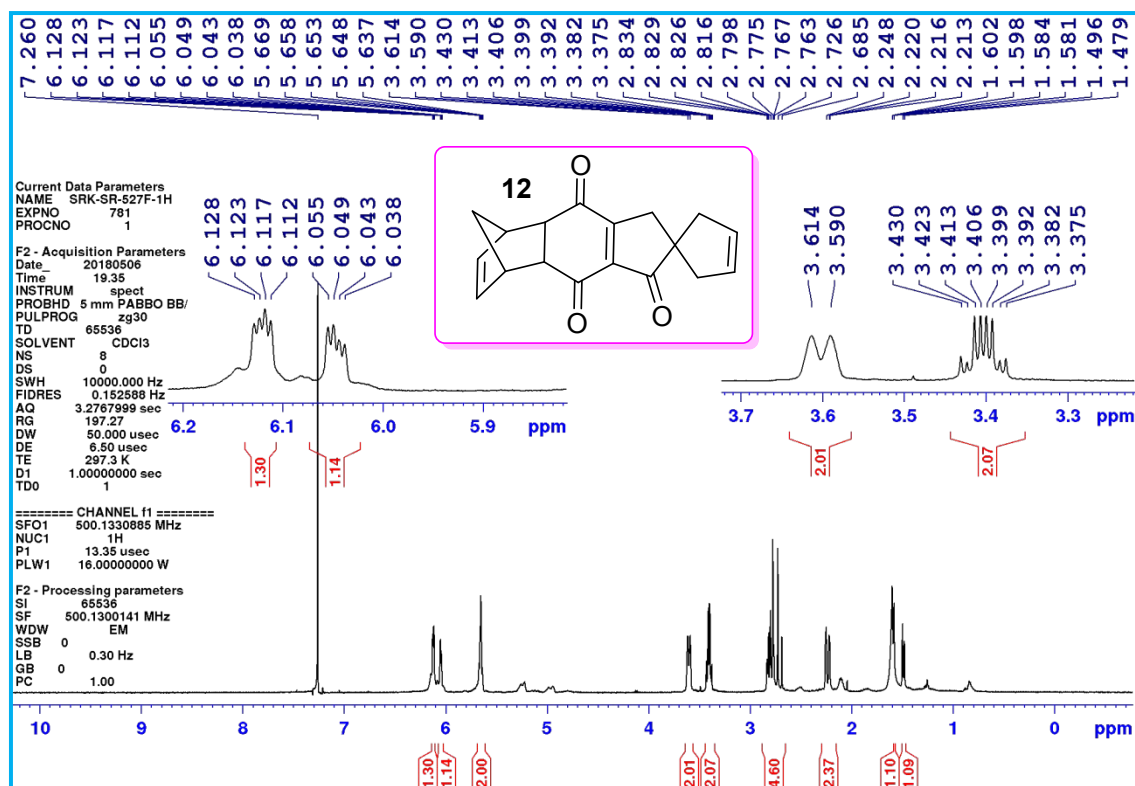 7.260 6.128 6.123 6.117 6.112 6.055 6.049 6.043 6.038 5.669 5.658 5.653 5.648 5.637 3.614 3.590 3.430 3.413 3.406 3.399 3.392 3.382 3.375 2.834 2.829 2.826 2.816 2.798 2.775 2.767 2.763 2.726 2.685 2.248 2.220 2.216 2.213 1.602 1.598 1.584 1.581 1.496 1.479
Current Data Parameters
NAME SRK-SR-527F-1H
EXPNO 781
PROCNO 1
F2 - Acquisition Parameters
Date_ 20180506
Time 19.35
INSTRUM spect
PROBHD 5 mm PABBO BB/
PULPROG zg30
TD 65536
SOLVENT CDCl3
NS 8
DS 0
SWH 10000.000 Hz
FIDRES 0.152588 Hz
AQ 3.2767999 sec
RG 197.27
DW 50.000 usec
DE 6.50 usec
TE 297.3 K
D1 1.00000000 sec
TD0 1
======== CHANNEL f1 ========
SFO1 500.1330885 MHz
NUC1 1H
P1 13.35 usec
PLW1 16.00000000 W
F2 - Processing parameters
SI 65536
SF 500.1300141 MHz
WDW EM
SSB 0
LB 0.30 Hz
GB 0
PC 1.00
6.128 6.123 6.117 6.112 6.055 6.049 6.043 6.038
6.2 6.1 6.0 5.9 ppm
1.30 1.14
12
O
O
O
3.614 3.590 3.430 3.423 3.413 3.406 3.399 3.392 3.382 3.375
3.7 3.6 3.5 3.4 3.3 ppm
2.01 2.07
10 9 8 7 6 5 4 3 2 1 0 ppm
1.30 1.14 2.00 2.01 2.07 4.60 2.37 1.10 1.09